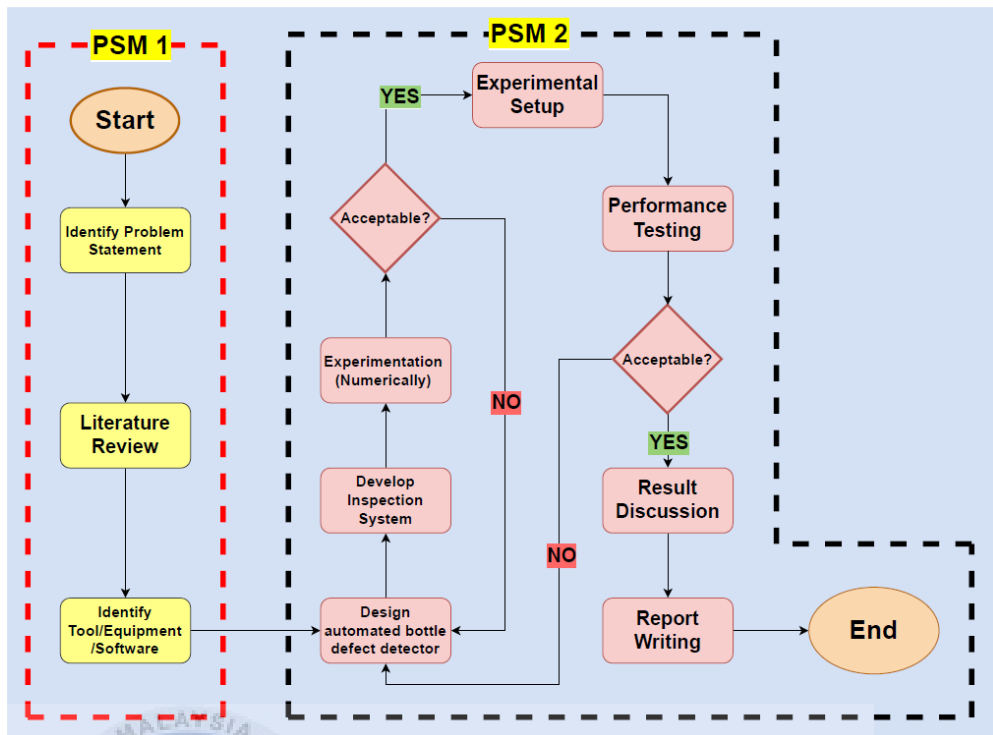 PSM 1
Start
Identify Problem
Statement
Literature
Review
Identify
Tool/Equipment
/Software
PSM 2
Design
automated bottle
defect detector
Develop
Inspection
System
Experimentation
(Numerically)
Acceptable?
YES
NO
Experimental
Setup
Performance
Testing
Acceptable?
YES
NO
Result
Discussion
Report
Writing
End
MALAYSIA